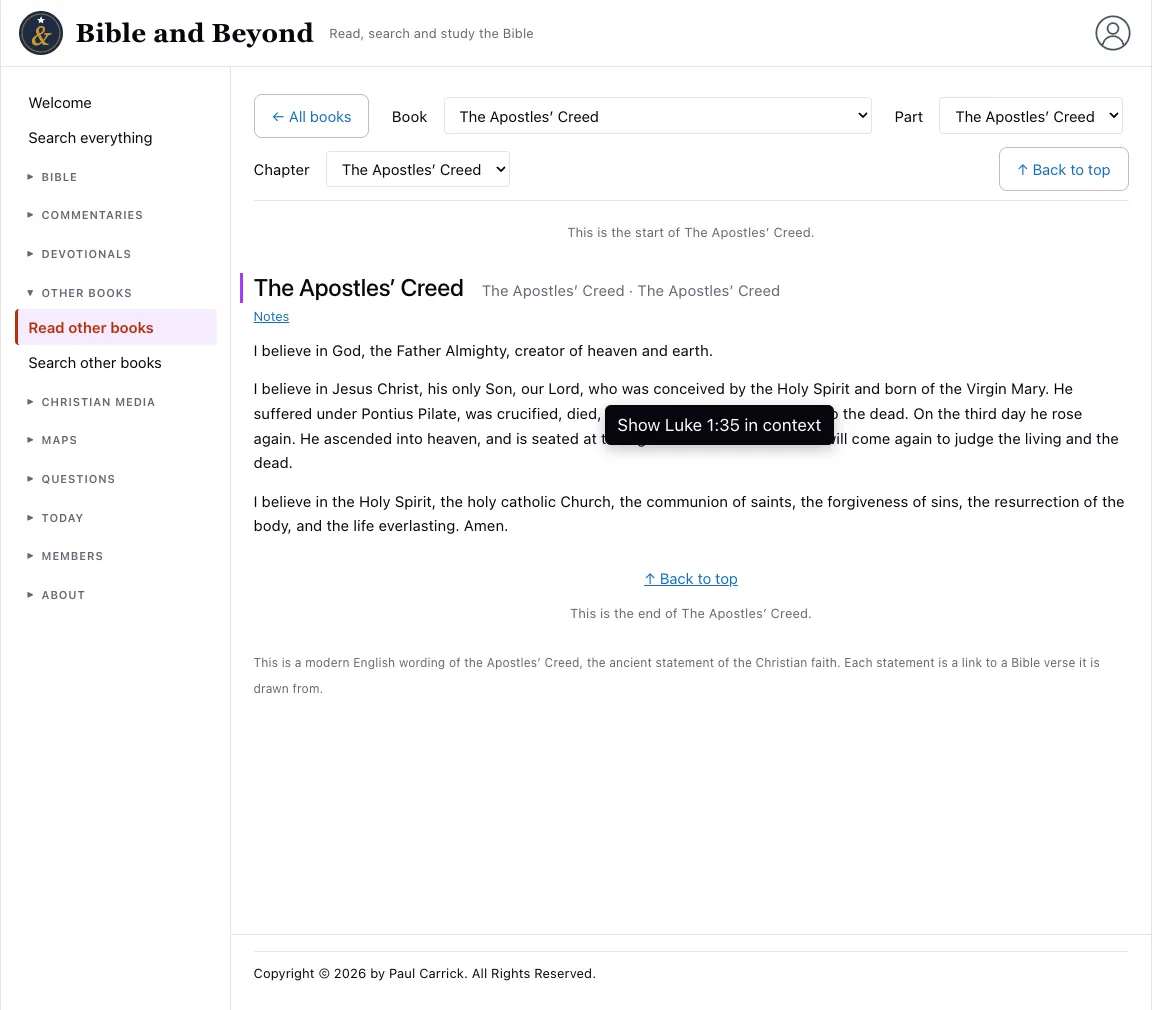 &
Bible and Beyond
Read, search and study the Bible
Welcome
Search everything
▸ BIBLE
▸ COMMENTARIES
▸ DEVOTIONALS
▾ OTHER BOOKS
Read other books
Search other books
▸ CHRISTIAN MEDIA
▸ MAPS
▸ QUESTIONS
▸ TODAY
▸ MEMBERS
▸ ABOUT
← All books
Book
The Apostles’ Creed
Part
The Apostles’ Creed
Chapter
The Apostles’ Creed
↑ Back to top
This is the start of The Apostles’ Creed.
The Apostles’ Creed
The Apostles’ Creed · The Apostles’ Creed
Notes
I believe in God, the Father Almighty, creator of heaven and earth.
I believe in Jesus Christ, his only Son, our Lord, who was conceived by the Holy Spirit and born of the Virgin Mary. He
suffered under Pontius Pilate, was crucified, died, the dead. On the third day he rose
Show Luke 1:35 in context
again. He ascended into heaven, and is seated at will come again to judge the living and the
dead.
I believe in the Holy Spirit, the holy catholic Church, the communion of saints, the forgiveness of sins, the resurrection of the
body, and the life everlasting. Amen.
↑ Back to top
This is the end of The Apostles’ Creed.
This is a modern English wording of the Apostles’ Creed, the ancient statement of the Christian faith. Each statement is a link to a Bible verse it is
drawn from.
Copyright © 2026 by Paul Carrick. All Rights Reserved.